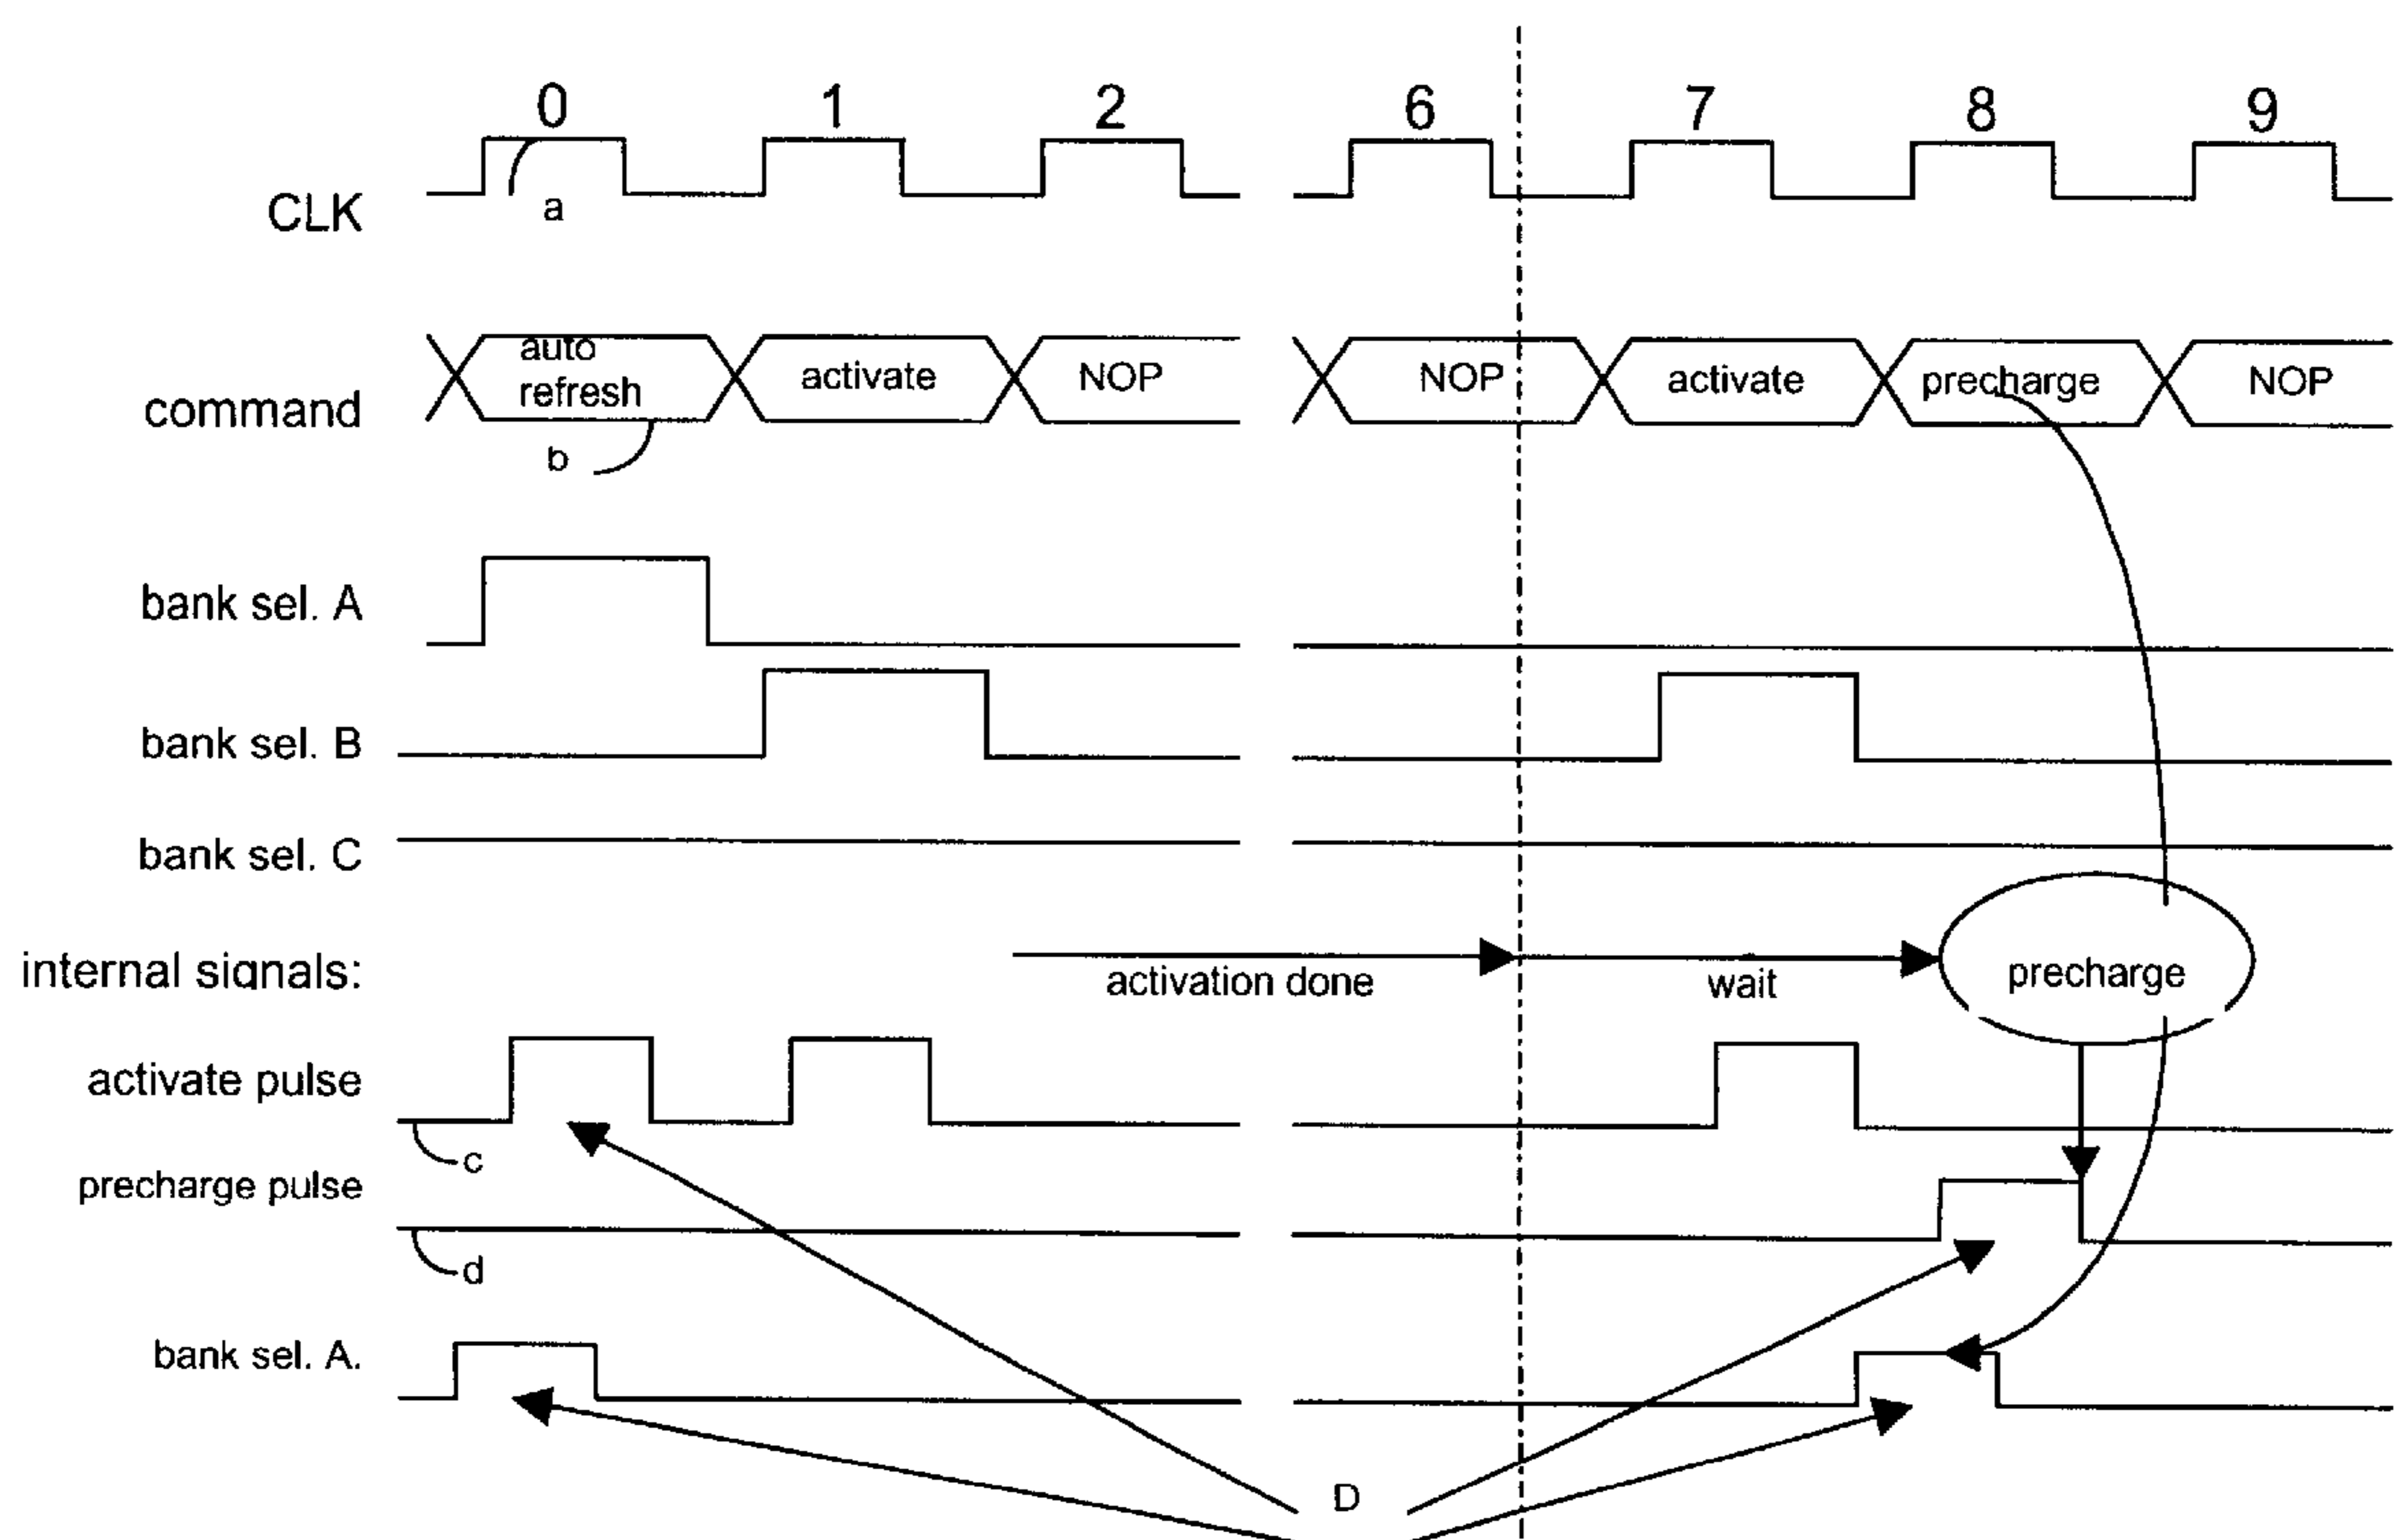 0 1 2 6 7 8 9
CLK
a
command
auto
refresh
activate
NOP
NOP
activate
precharge
NOP
b
bank sel. A
bank sel. B
bank sel. C
internal signals:
activation done
wait
precharge
activate pulse
c
precharge pulse
d
bank sel. A.
D